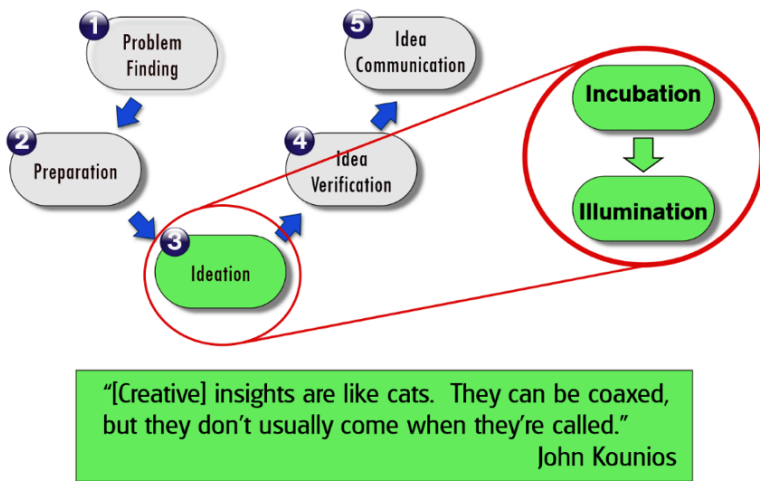 1
Problem
Finding
2
Preparation
3
Ideation
4
Idea
Verification
5
Idea
Communication
Incubation
Illumination
“[Creative] insights are like cats.  They can be coaxed,
but they don’t usually come when they’re called.”
John Kounios